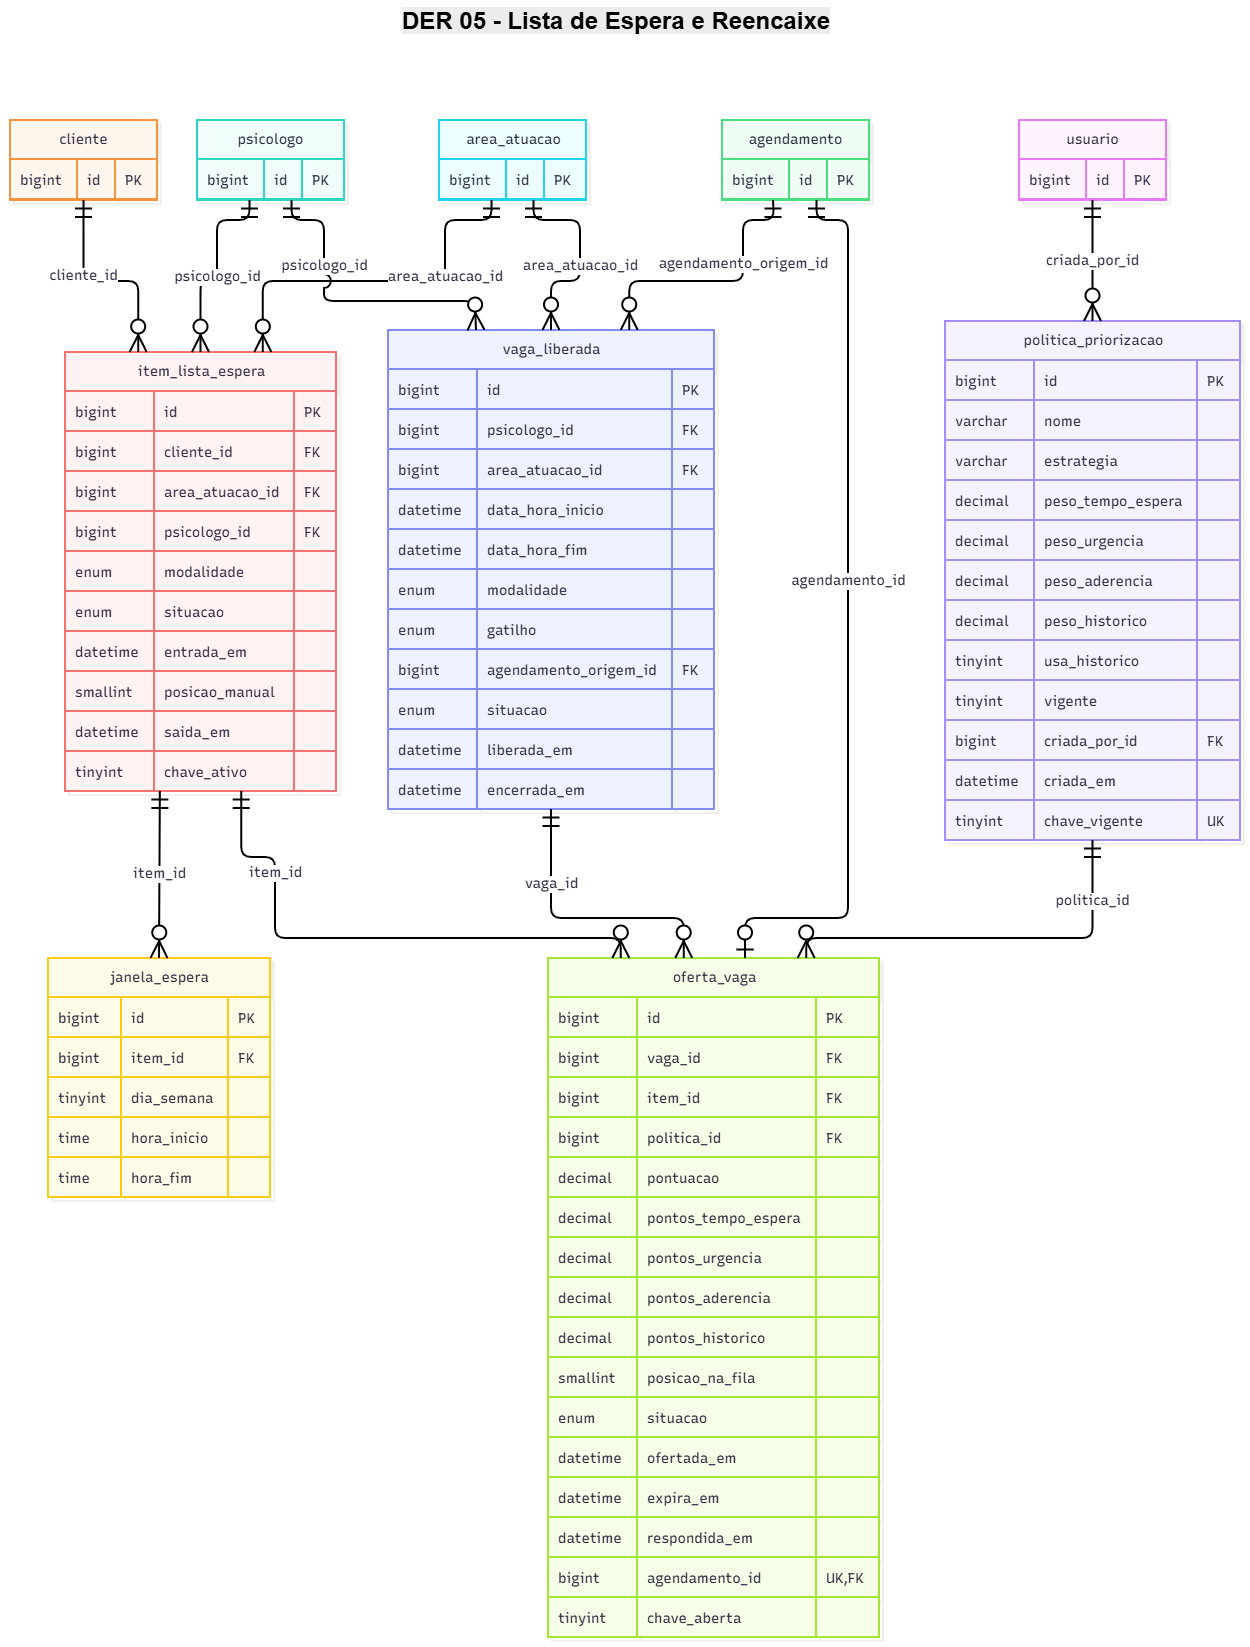 DER 05 - Lista de Espera e Reencaixe
cliente
bigint id PK
psicologo
bigint id PK
area_atuacao
bigint id PK
agendamento
bigint id PK
usuario
bigint id PK
cliente_id
psicologo_id
psicologo_id
area_atuacao_id
area_atuacao_id
agendamento_origem_id
criada_por_id
item_lista_espera
bigint id PK
bigint cliente_id FK
bigint area_atuacao_id FK
bigint psicologo_id FK
enum modalidade
enum situacao
datetime entrada_em
smallint posicao_manual
datetime saida_em
tinyint chave_ativo
vaga_liberada
bigint id PK
bigint psicologo_id FK
bigint area_atuacao_id FK
datetime data_hora_inicio
datetime data_hora_fim
enum modalidade
enum gatilho
bigint agendamento_origem_id FK
enum situacao
datetime liberada_em
datetime encerrada_em
agendamento_id
politica_priorizacao
bigint id PK
varchar nome
varchar estrategia
decimal peso_tempo_espera
decimal peso_urgencia
decimal peso_aderencia
decimal peso_historico
tinyint usa_historico
tinyint vigente
bigint criada_por_id FK
datetime criada_em
tinyint chave_vigente UK
item_id
item_id
vaga_id
politica_id
janela_espera
bigint id PK
bigint item_id FK
tinyint dia_semana
time hora_inicio
time hora_fim
oferta_vaga
bigint id PK
bigint vaga_id FK
bigint item_id FK
bigint politica_id FK
decimal pontuacao
decimal pontos_tempo_espera
decimal pontos_urgencia
decimal pontos_aderencia
decimal pontos_historico
smallint posicao_na_fila
enum situacao
datetime ofertada_em
datetime expira_em
datetime respondida_em
bigint agendamento_id UK,FK
tinyint chave_aberta